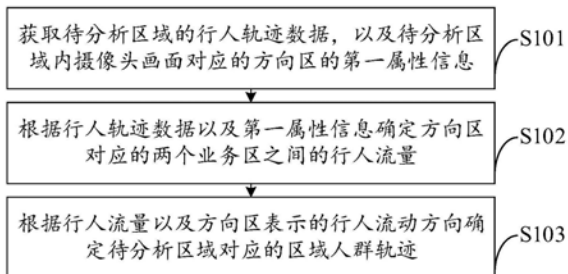 获取待分析区域的行人轨迹数据，以及待分析区
域内摄像头画面对应的方向区的第一属性信息
S101
根据行人轨迹数据以及第一属性信息确定方向区
对应的两个业务区之间的行人流量
S102
根据行人流量以及方向区表示的行人流动方向确
定待分析区域对应的区域人群轨迹
S103